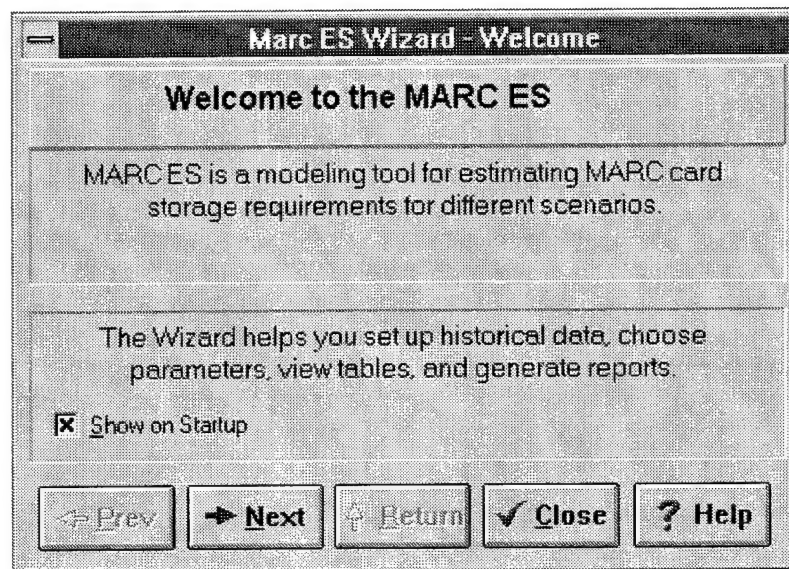 Marc ES Wizard - Welcome
Welcome to the MARC ES
MARC ES is a modeling tool for estimating MARC card
storage requirements for different scenarios.
The Wizard helps you set up historical data, choose
parameters, view tables, and generate reports.
Show on Startup
Prev Next Return Close ? Help